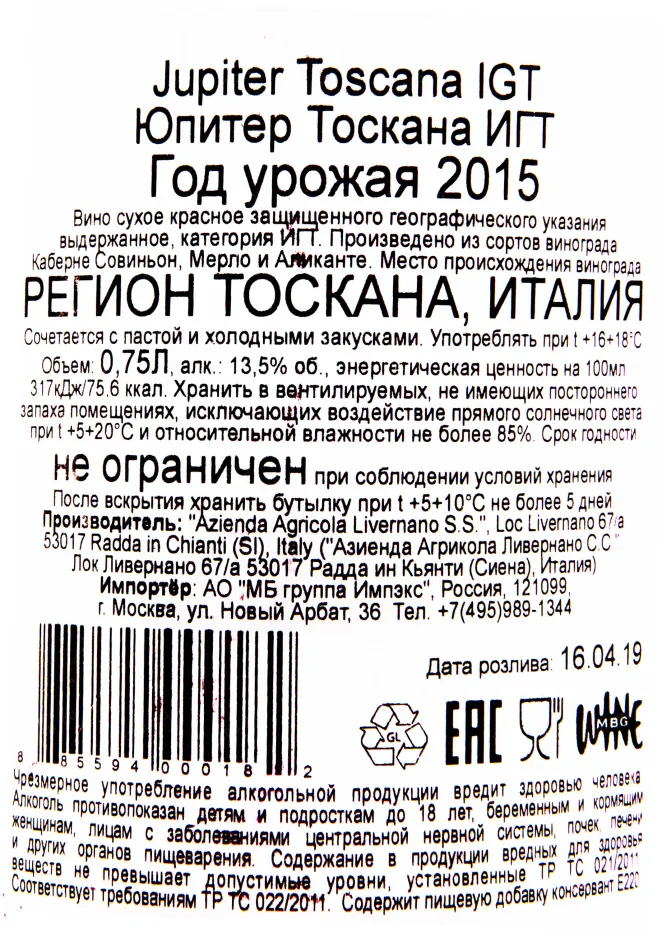 Jupiter Toscana IGT
Юпитер Тоскана ИГТ
Год урожая 2015
Вино сухое красное защищенного географического указания
выдержанное, категория ИГТ. Произведено из сортов винограда
Каберне Совиньон, Мерло и Аликанте. Место происхождения винограда
РЕГИОН ТОСКАНА, ИТАЛИЯ
Сочетается с пастой и холодными закусками. Употреблять при t +16+18°C
Объем: 0,75Л, алк.: 13,5% об., энергетическая ценность на 100мл
317кДж/75.6 ккал. Хранить в вентилируемых, не имеющих постороннего
запаха помещениях, исключающих воздействие прямого солнечного света
при t +5+20°C и относительной влажности не более 85%. Срок годности
не ограничен при соблюдении условий хранения
После вскрытия хранить бутылку при t +5+10°C не более 5 дней
Производитель: "Azienda Agricola Livernano S.S.", Loc Livernano 67/a
53017 Radda in Chianti (SI), Italy ("Азиенда Агрикола Ливернано С.С."
Лок Ливернано 67/а 53017 Радда ин Кьянти (Сиена), Италия)
Импортёр: АО "МБ группа Импэкс", Россия, 121099,
г. Москва, ул. Новый Арбат, 36 Тел. +7(495)989-1344
Дата розлива: 16.04.19
GL
EAC
WINE
MBG
8 85594 00018 2
Чрезмерное употребление алкогольной продукции вредит здоровью человека
Алкоголь противопоказан детям и подросткам до 18 лет, беременным и кормящим
женщинам, лицам с заболеваниями центральной нервной системы, почек, печени
и других органов пищеварения. Содержание в продукции вредных для здоровья
веществ не превышает допустимые уровни, установленные ТР ТС 021/2011
Соответствует требованиям ТР ТС 022/2011. Содержит пищевую добавку консервант Е220